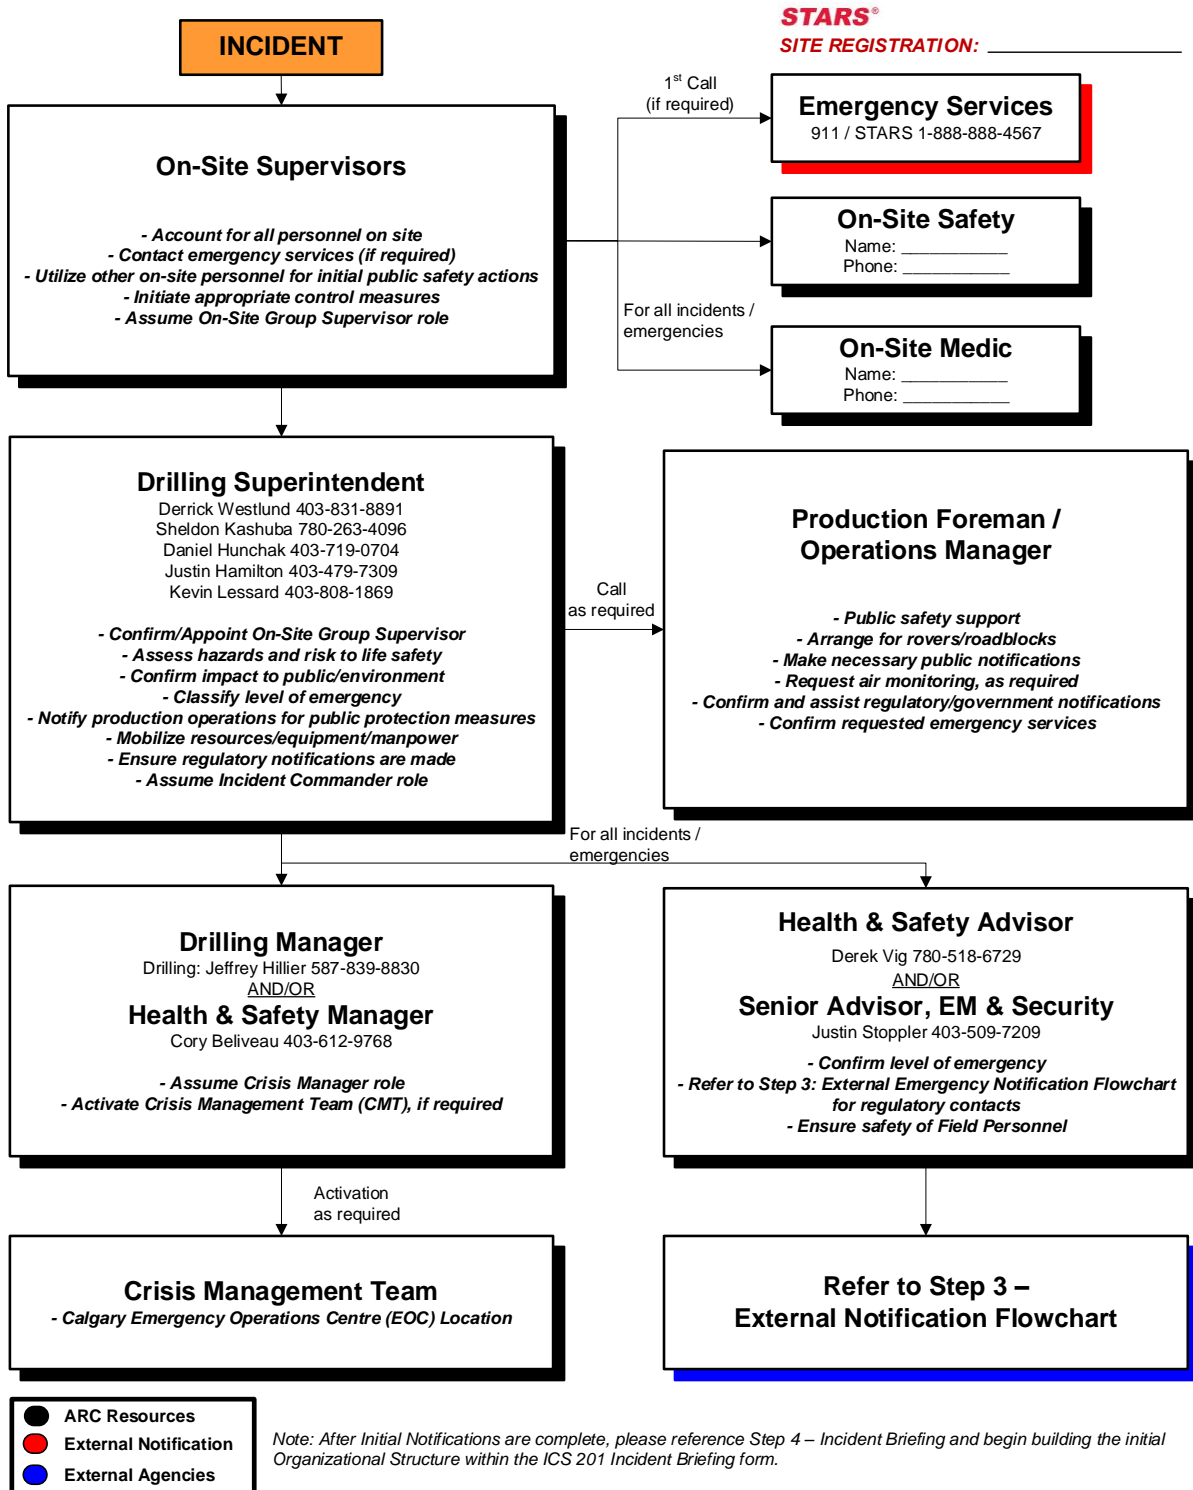 STARS®
SITE REGISTRATION: ____________________
INCIDENT
1st Call
(if required)
Emergency Services
911 / STARS 1-888-888-4567
On-Site Supervisors
- Account for all personnel on site
- Contact emergency services (if required)
- Utilize other on-site personnel for initial public safety actions
- Initiate appropriate control measures
- Assume On-Site Group Supervisor role
On-Site Safety
Name: ___________
Phone: ___________
For all incidents /
emergencies
On-Site Medic
Name: ___________
Phone: ___________
Drilling Superintendent
Derrick Westlund 403-831-8891
Sheldon Kashuba 780-263-4096
Daniel Hunchak 403-719-0704
Justin Hamilton 403-479-7309
Kevin Lessard 403-808-1869
- Confirm/Appoint On-Site Group Supervisor
- Assess hazards and risk to life safety
- Confirm impact to public/environment
- Classify level of emergency
- Notify production operations for public protection measures
- Mobilize resources/equipment/manpower
- Ensure regulatory notifications are made
- Assume Incident Commander role
Call
as required
Production Foreman /
Operations Manager
- Public safety support
- Arrange for rovers/roadblocks
- Make necessary public notifications
- Request air monitoring, as required
- Confirm and assist regulatory/government notifications
- Confirm requested emergency services
For all incidents /
emergencies
Drilling Manager
Drilling: Jeffrey Hillier 587-839-8830
AND/OR
Health & Safety Manager
Cory Beliveau 403-612-9768
- Assume Crisis Manager role
- Activate Crisis Management Team (CMT), if required
Health & Safety Advisor
Derek Vig 780-518-6729
AND/OR
Senior Advisor, EM & Security
Justin Stoppler 403-509-7209
- Confirm level of emergency
- Refer to Step 3: External Emergency Notification Flowchart
for regulatory contacts
- Ensure safety of Field Personnel
Activation
as required
Crisis Management Team
- Calgary Emergency Operations Centre (EOC) Location
Refer to Step 3 –
External Notification Flowchart
ARC Resources
External Notification
External Agencies
Note: After Initial Notifications are complete, please reference Step 4 – Incident Briefing and begin building the initial
Organizational Structure within the ICS 201 Incident Briefing form.